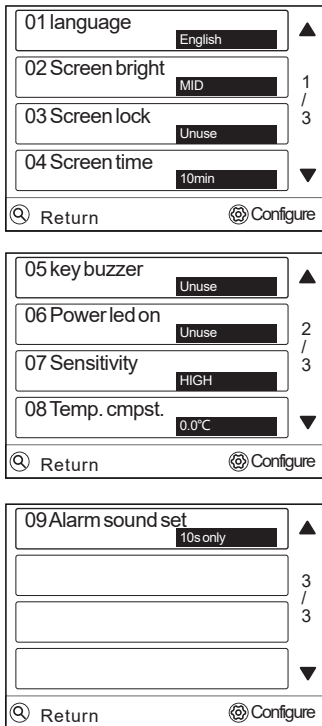 01 language
English
02 Screen bright
MID
03 Screen lock
Unuse
04 Screen time
10min
1
/
3
Return
Configure
05 key buzzer
Unuse
06 Power led on
Unuse
07 Sensitivity
HIGH
08 Temp. cmpst.
0.0℃
2
/
3
Return
Configure
09 Alarm sound set
10s only
3
/
3
Return
Configure